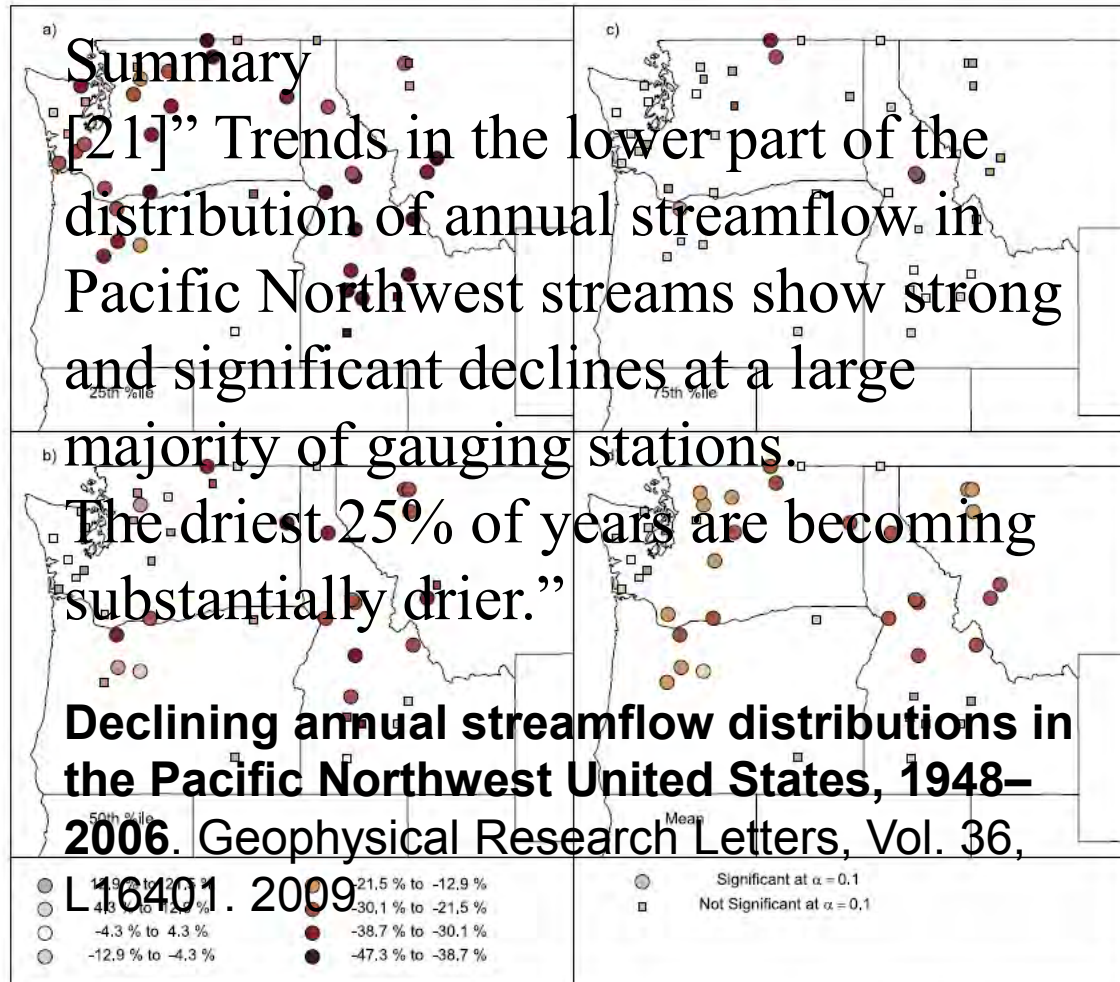 a)
c)
Summary
[21]” Trends in the lower part of the
distribution of annual streamflow in
Pacific Northwest streams show strong
and significant declines at a large
25th %ile
75th %ile
majority of gauging stations.
b)
The driest 25% of years are becoming
substantially drier.”
Declining annual streamflow distributions in
the Pacific Northwest United States, 1948–
50th %ile
Mean
2006. Geophysical Research Letters, Vol. 36,
L16401. 2009
-21.5 % to -12.9 %
-30.1 % to -21.5 %
-4.3 % to 4.3 %
-38.7 % to -30.1 %
-12.9 % to -4.3 %
-47.3 % to -38.7 %
Significant at α = 0.1
Not Significant at α = 0.1